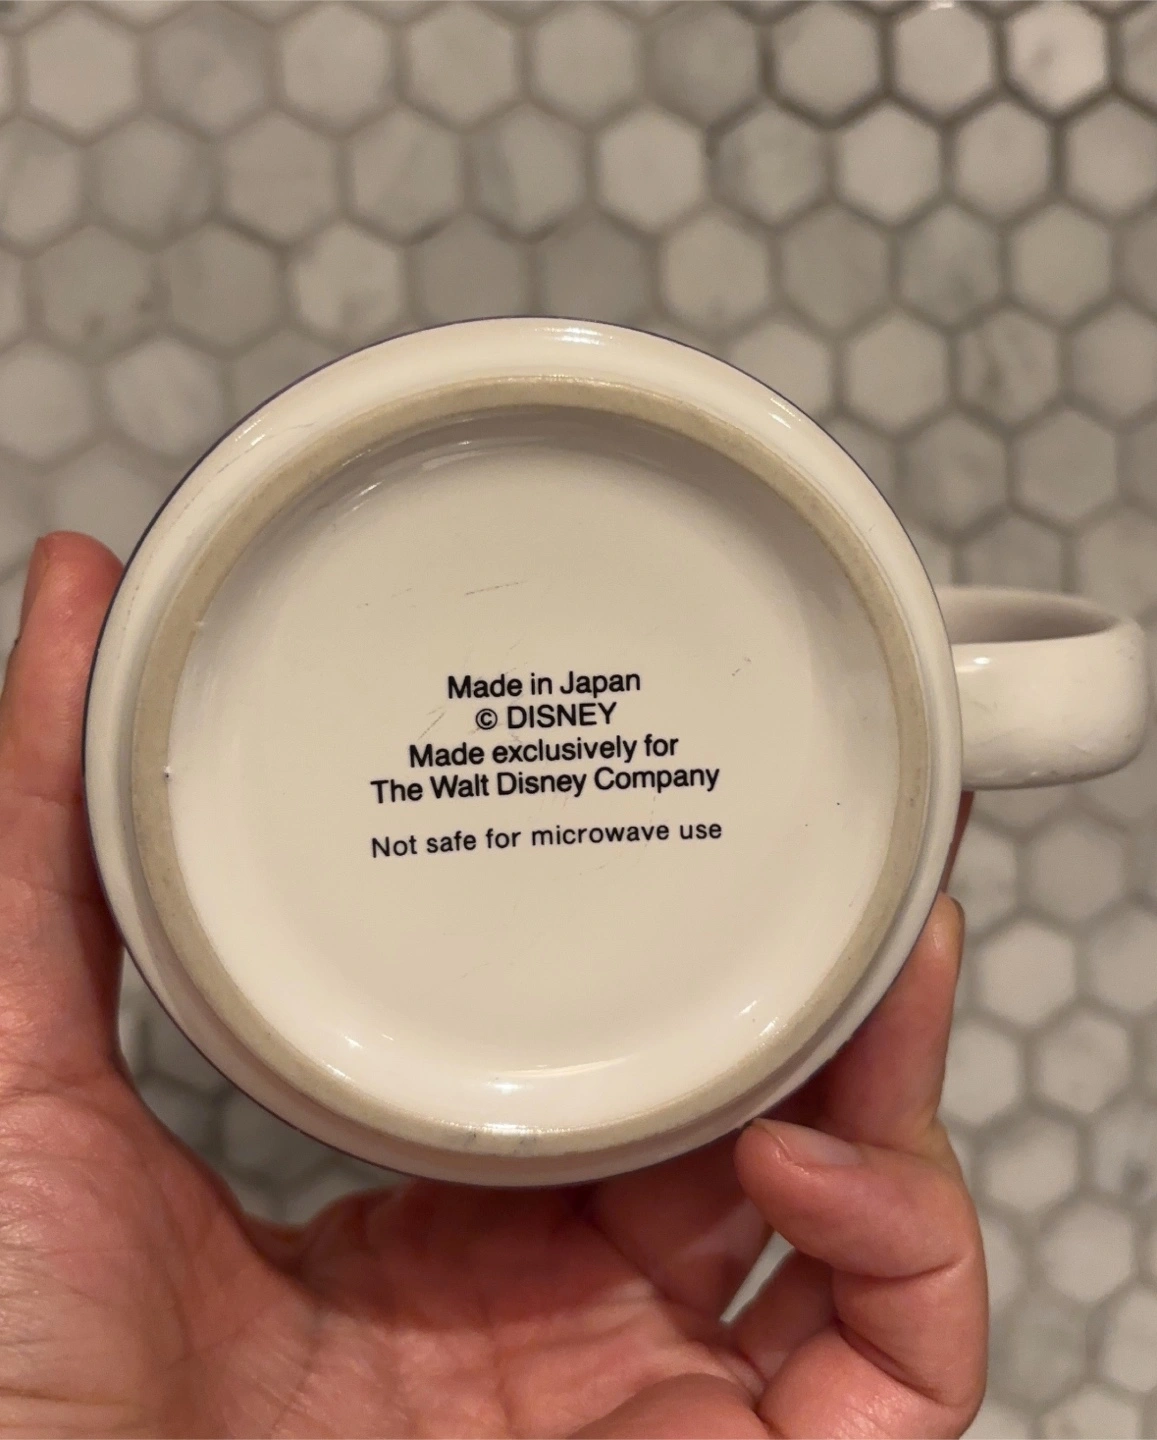 Made in Japan
© DISNEY
Made exclusively for
The Walt Disney Company
Not safe for microwave use